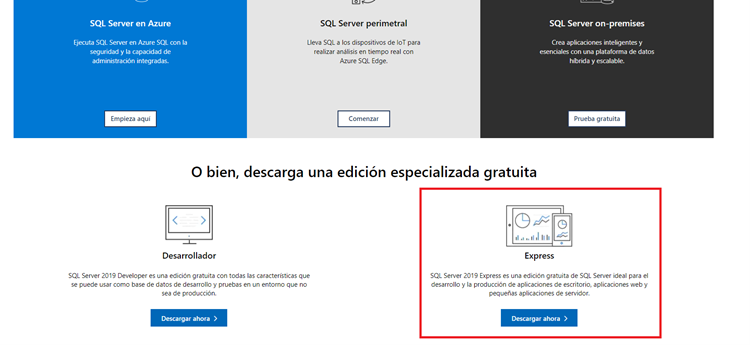 SQL Server en Azure
Ejecuta SQL Server en Azure SQL con la
seguridad y la capacidad de
administración integradas.
Empieza aquí
SQL Server perimetral
Lleva SQL a los dispositivos de IoT para
realizar análisis en tiempo real con
Azure SQL Edge.
Comenzar
SQL Server on-premises
Crea aplicaciones inteligentes y
esenciales con una plataforma de datos
híbrida y escalable.
Prueba gratuita
O bien, descarga una edición especializada gratuita
Desarrollador
SQL Server 2019 Developer es una edición gratuita con todas las características que
se puede usar como base de datos de desarrollo y pruebas en un entorno que no
sea de producción.
Descargar ahora
Express
SQL Server 2019 Express es una edición gratuita de SQL Server ideal para el
desarrollo y la producción de aplicaciones de escritorio, aplicaciones web y
pequeñas aplicaciones de servidor.
Descargar ahora